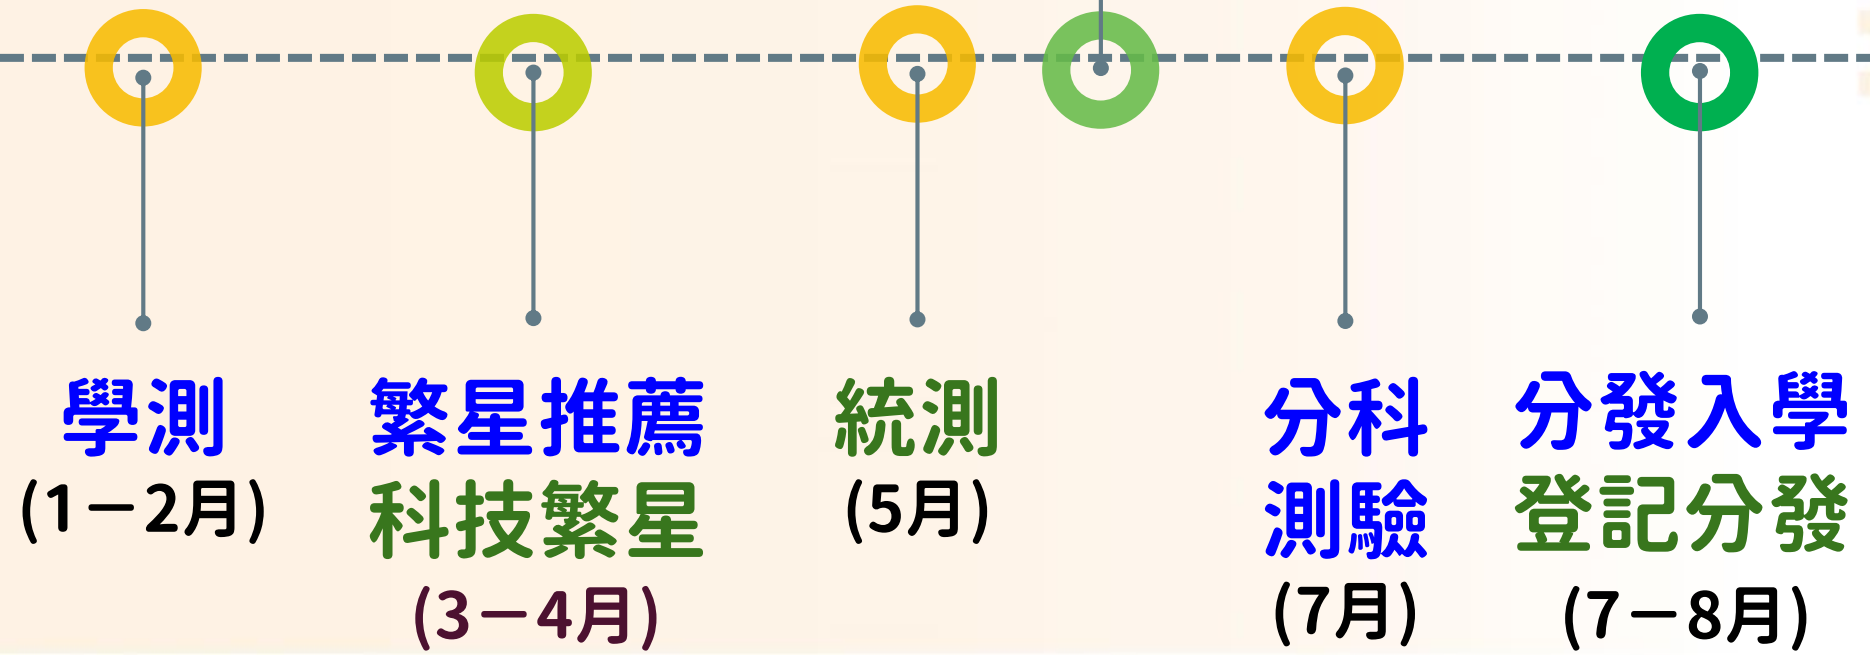 學測
(1－2月)
繁星推薦
科技繁星
(3－4月)
統測
(5月)
分科
測驗
(7月)
分發入學
登記分發
(7－8月)